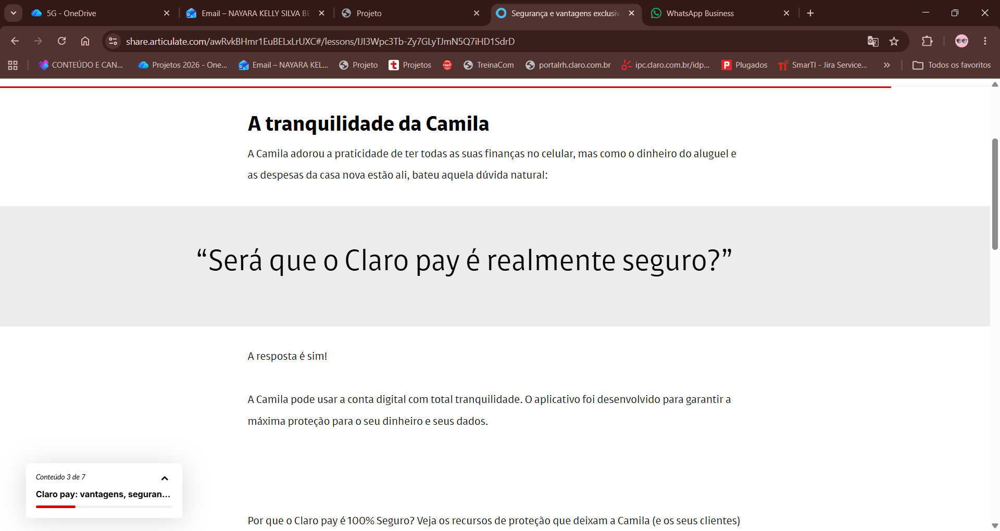 5G - OneDrive
Email – NAYARA KELLY SILVA BE
Projeto
Segurança e vantagens exclusiv
WhatsApp Business
share.articulate.com/awRvkBHmr1EuBELxLrUXC#/lessons/IJI3Wpc3Tb-Zy7GLyTJmN5Q7iHD1SdrD
CONTEÚDO E CAN...
Projetos 2026 - One...
Email – NAYARA KEL...
Projeto
Projetos
Claro
TreinaCom
portalrh.claro.com.br
ipc.claro.com.br/idp...
Plugados
SmarTI - Jira Service...
Todos os favoritos
A tranquilidade da Camila
A Camila adorou a praticidade de ter todas as suas finanças no celular, mas como o dinheiro do aluguel e
as despesas da casa nova estão ali, bateu aquela dúvida natural:
“Será que o Claro pay é realmente seguro?”
A resposta é sim!
A Camila pode usar a conta digital com total tranquilidade. O aplicativo foi desenvolvido para garantir a
máxima proteção para o seu dinheiro e seus dados.
Conteúdo 3 de 7
Claro pay: vantagens, seguran...
Por que o Claro pay é 100% Seguro? Veja os recursos de proteção que deixam a Camila (e os seus clientes)